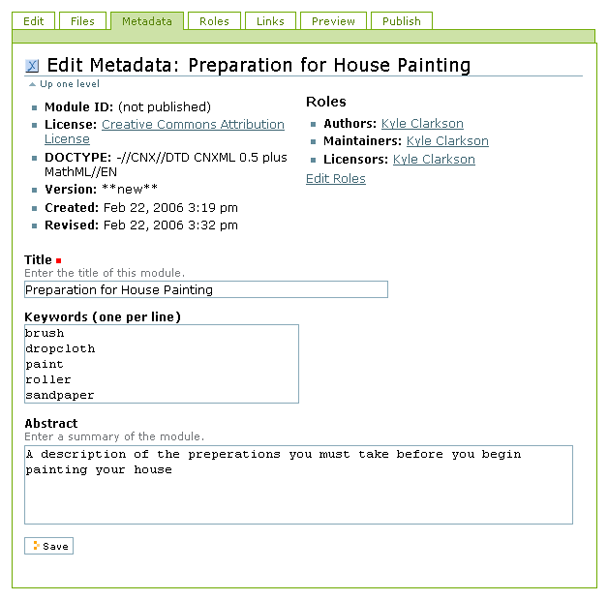 Edit Files Metadata Roles Links Preview Publish
Edit Metadata: Preparation for House Painting
Up one level
Module ID: (not published)
License: Creative Commons Attribution
License
DOCTYPE: -//CNX//DTD CNXML 0.5 plus
MathML//EN
Version: **new**
Created: Feb 22, 2006 3:19 pm
Revised: Feb 22, 2006 3:32 pm
Roles
Authors: Kyle Clarkson
Maintainers: Kyle Clarkson
Licensors: Kyle Clarkson
Edit Roles
Title
Enter the title of this module.
Preparation for House Painting
Keywords (one per line)
brush
dropcloth
paint
roller
sandpaper
Abstract
Enter a summary of the module.
A description of the preperations you must take before you begin
painting your house
Save